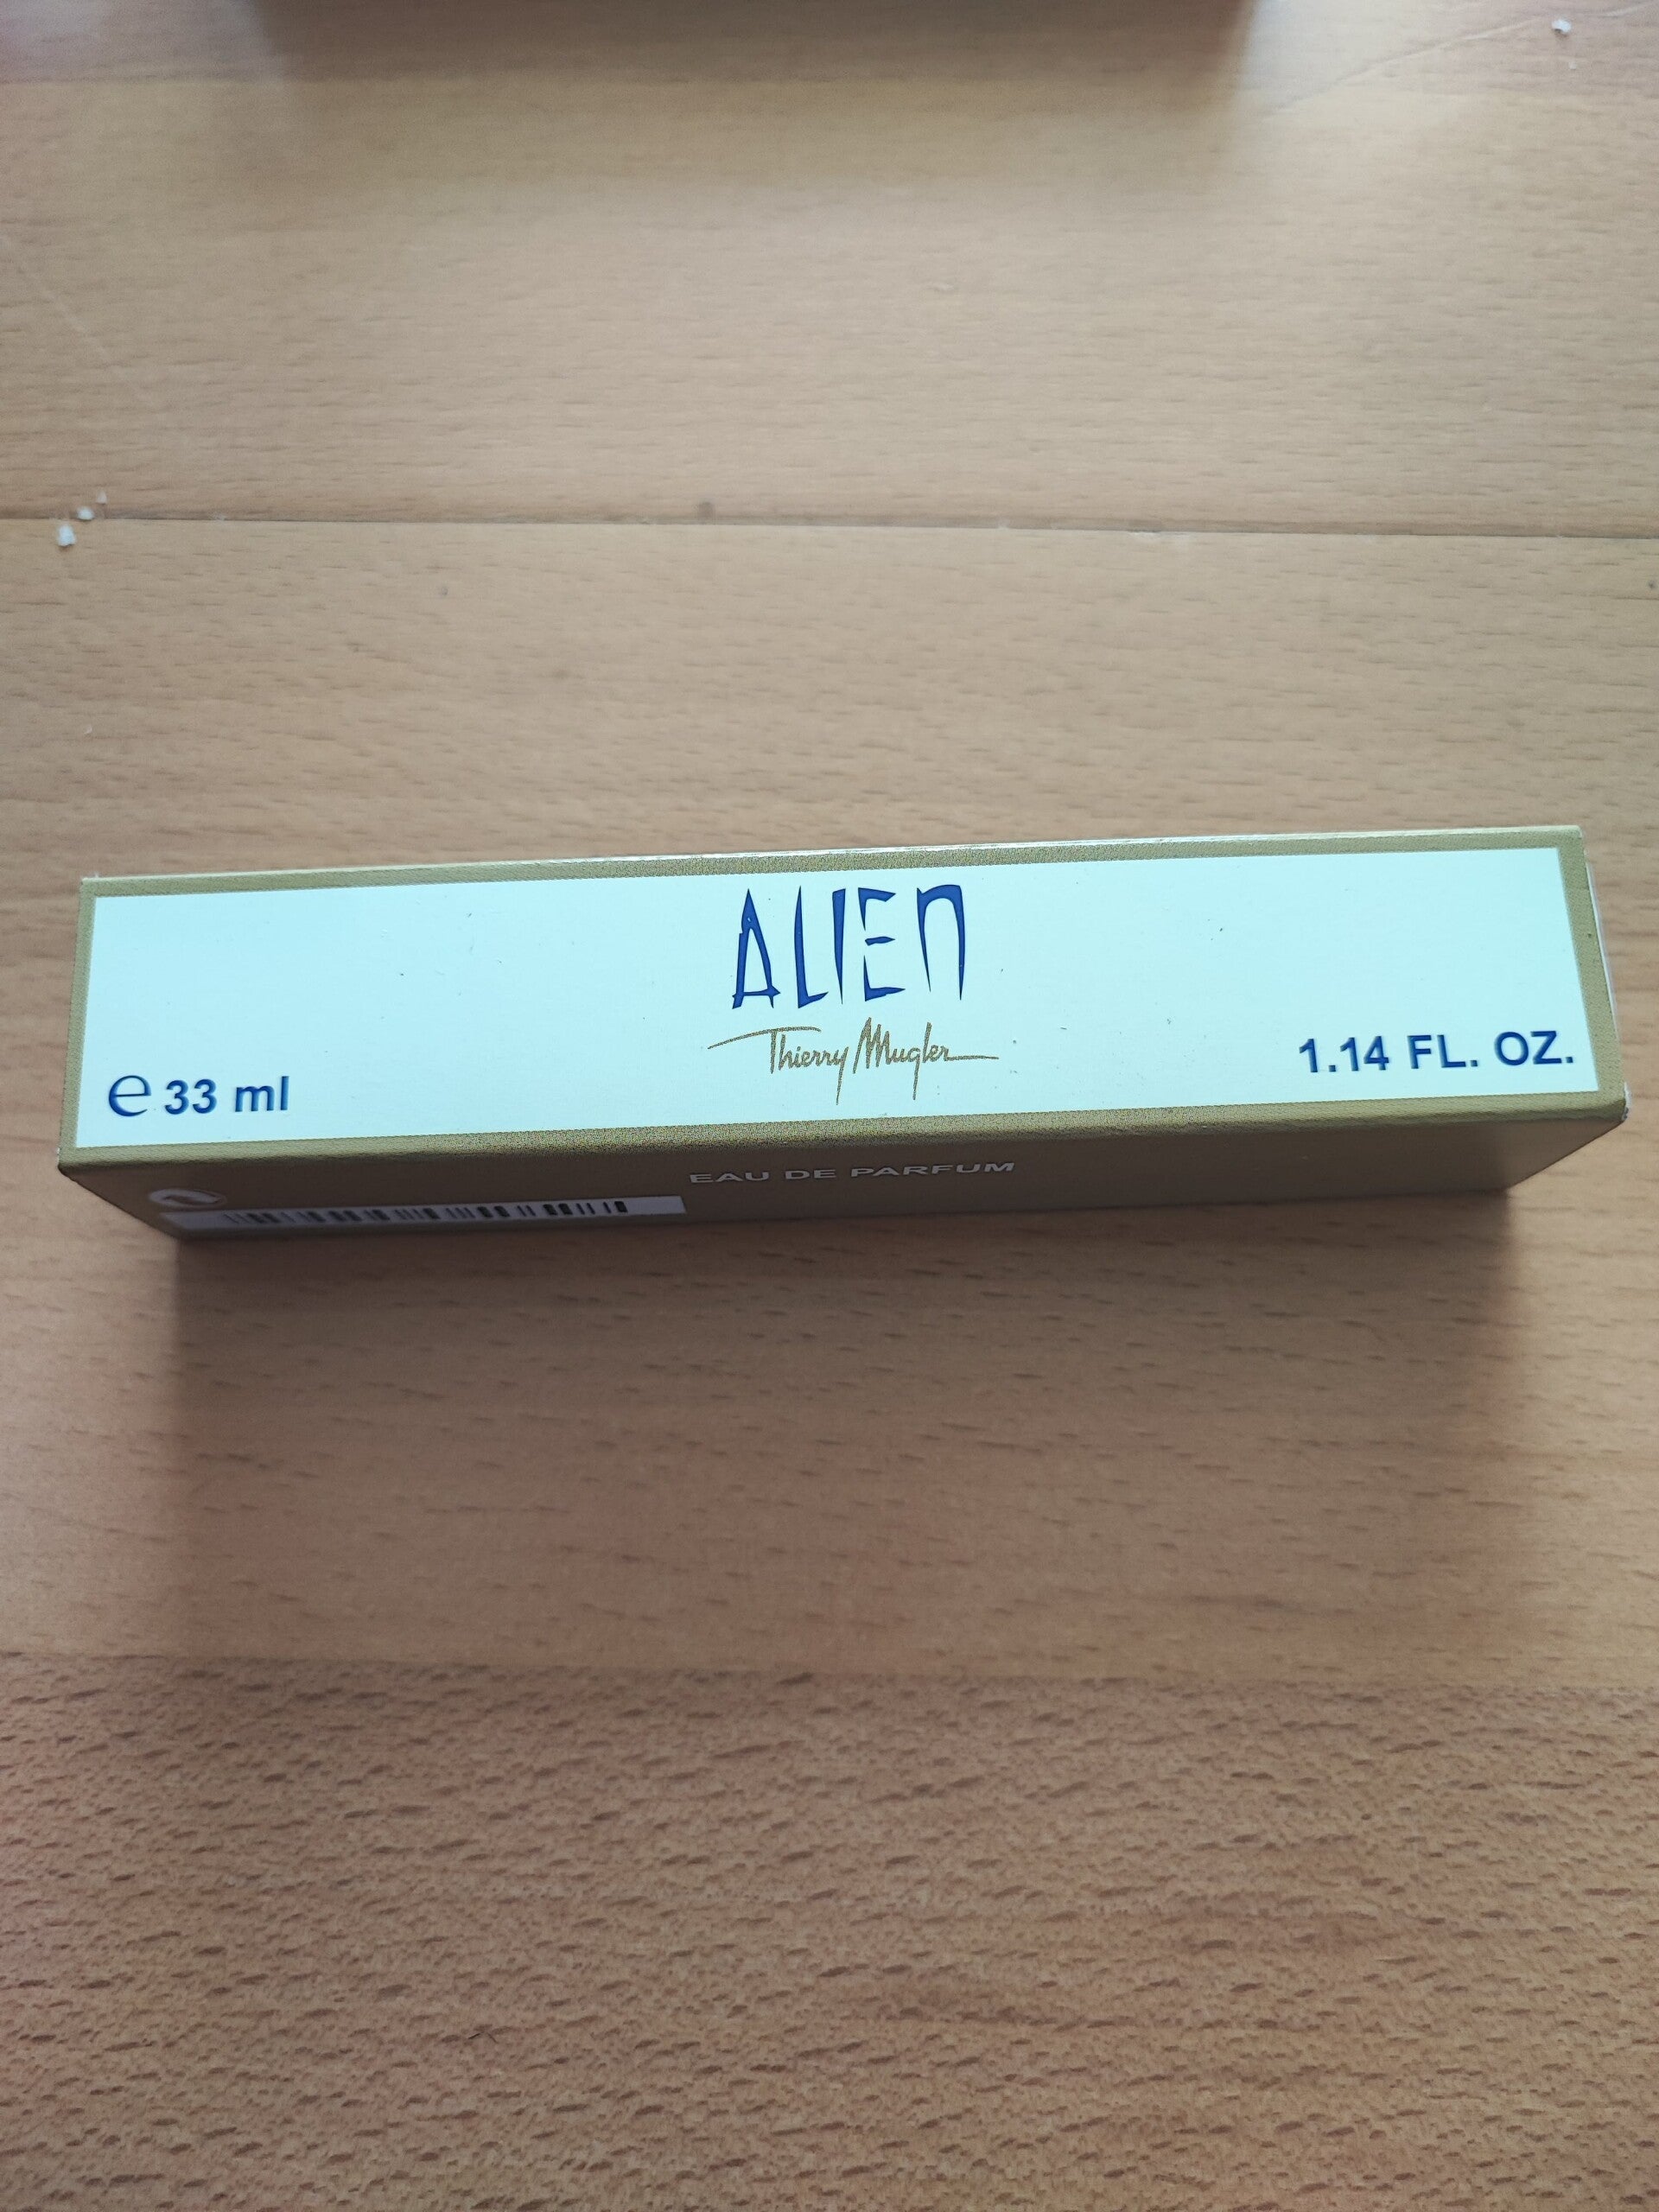 ALIEN
Thierry Mugler
℮ 33 ml
1.14 FL. OZ.
EAU DE PARFUM